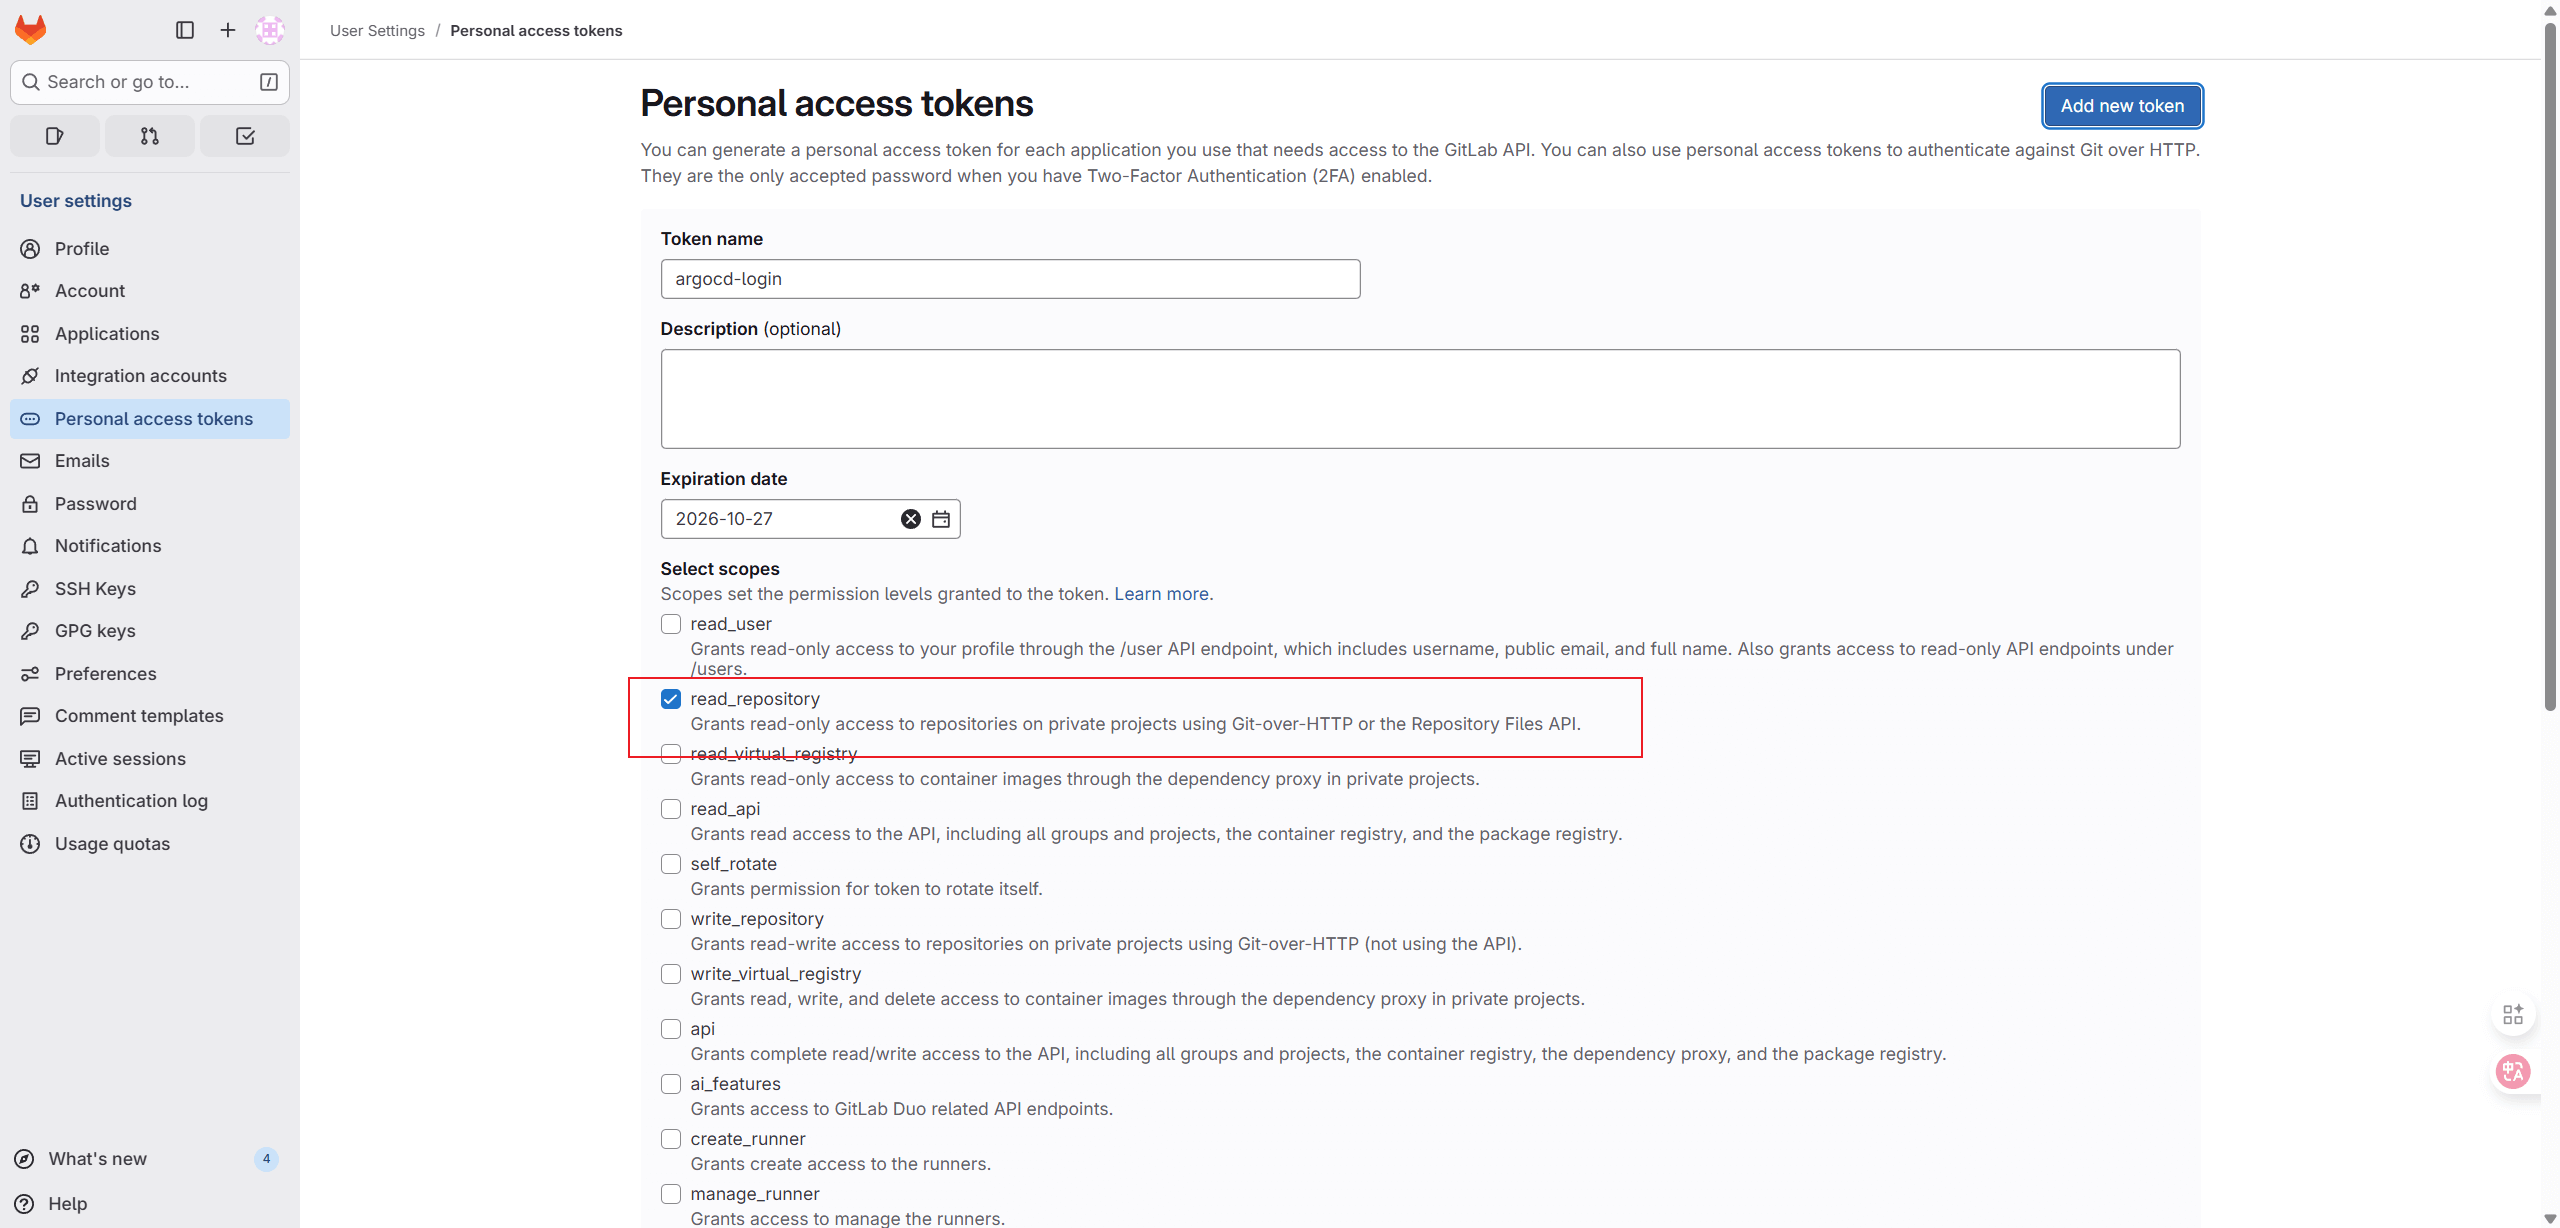 Search or go to...
/
User settings
Profile
Account
Applications
Integration accounts
Personal access tokens
Emails
Password
Notifications
SSH Keys
GPG keys
Preferences
Comment templates
Active sessions
Authentication log
Usage quotas
What's new
4
Help
User Settings / Personal access tokens
Personal access tokens
Add new token
You can generate a personal access token for each application you use that needs access to the GitLab API. You can also use personal access tokens to authenticate against Git over HTTP.
They are the only accepted password when you have Two-Factor Authentication (2FA) enabled.
Token name
argocd-login
Description (optional)
Expiration date
2026-10-27
Select scopes
Scopes set the permission levels granted to the token. Learn more.
read_user
Grants read-only access to your profile through the /user API endpoint, which includes username, public email, and full name. Also grants access to read-only API endpoints under
/users.
read_repository
Grants read-only access to repositories on private projects using Git-over-HTTP or the Repository Files API.
read_virtual_registry
Grants read-only access to container images through the dependency proxy in private projects.
read_api
Grants read access to the API, including all groups and projects, the container registry, and the package registry.
self_rotate
Grants permission for token to rotate itself.
write_repository
Grants read-write access to repositories on private projects using Git-over-HTTP (not using the API).
write_virtual_registry
Grants read, write, and delete access to container images through the dependency proxy in private projects.
api
Grants complete read/write access to the API, including all groups and projects, the container registry, the dependency proxy, and the package registry.
ai_features
Grants access to GitLab Duo related API endpoints.
create_runner
Grants create access to the runners.
manage_runner
Grants access to manage the runners.
中A